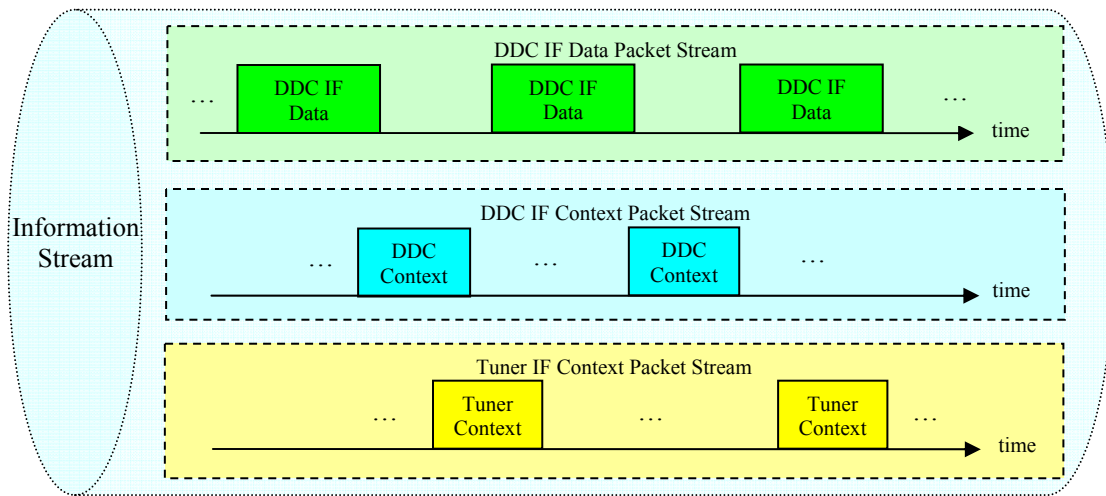 DDC IF Data Packet Stream
… DDC IF Data DDC IF Data DDC IF Data …
time
Information Stream
DDC IF Context Packet Stream
… DDC Context … DDC Context …
time
Tuner IF Context Packet Stream
… Tuner Context … Tuner Context …
time